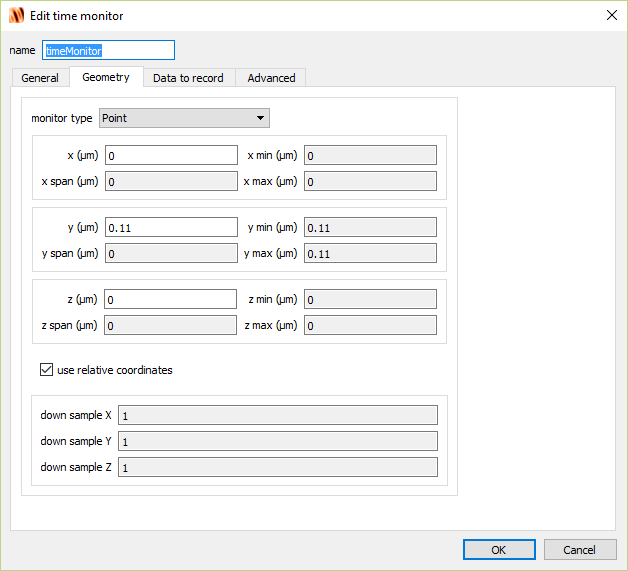 Edit time monitor
name timeMonitor
General Geometry Data to record Advanced
monitor type Point
x (µm) 0 x min (µm) 0
x span (µm) 0 x max (µm) 0
y (µm) 0.11 y min (µm) 0.11
y span (µm) 0 y max (µm) 0.11
z (µm) 0 z min (µm) 0
z span (µm) 0 z max (µm) 0
use relative coordinates
down sample X 1
down sample Y 1
down sample Z 1
OK Cancel